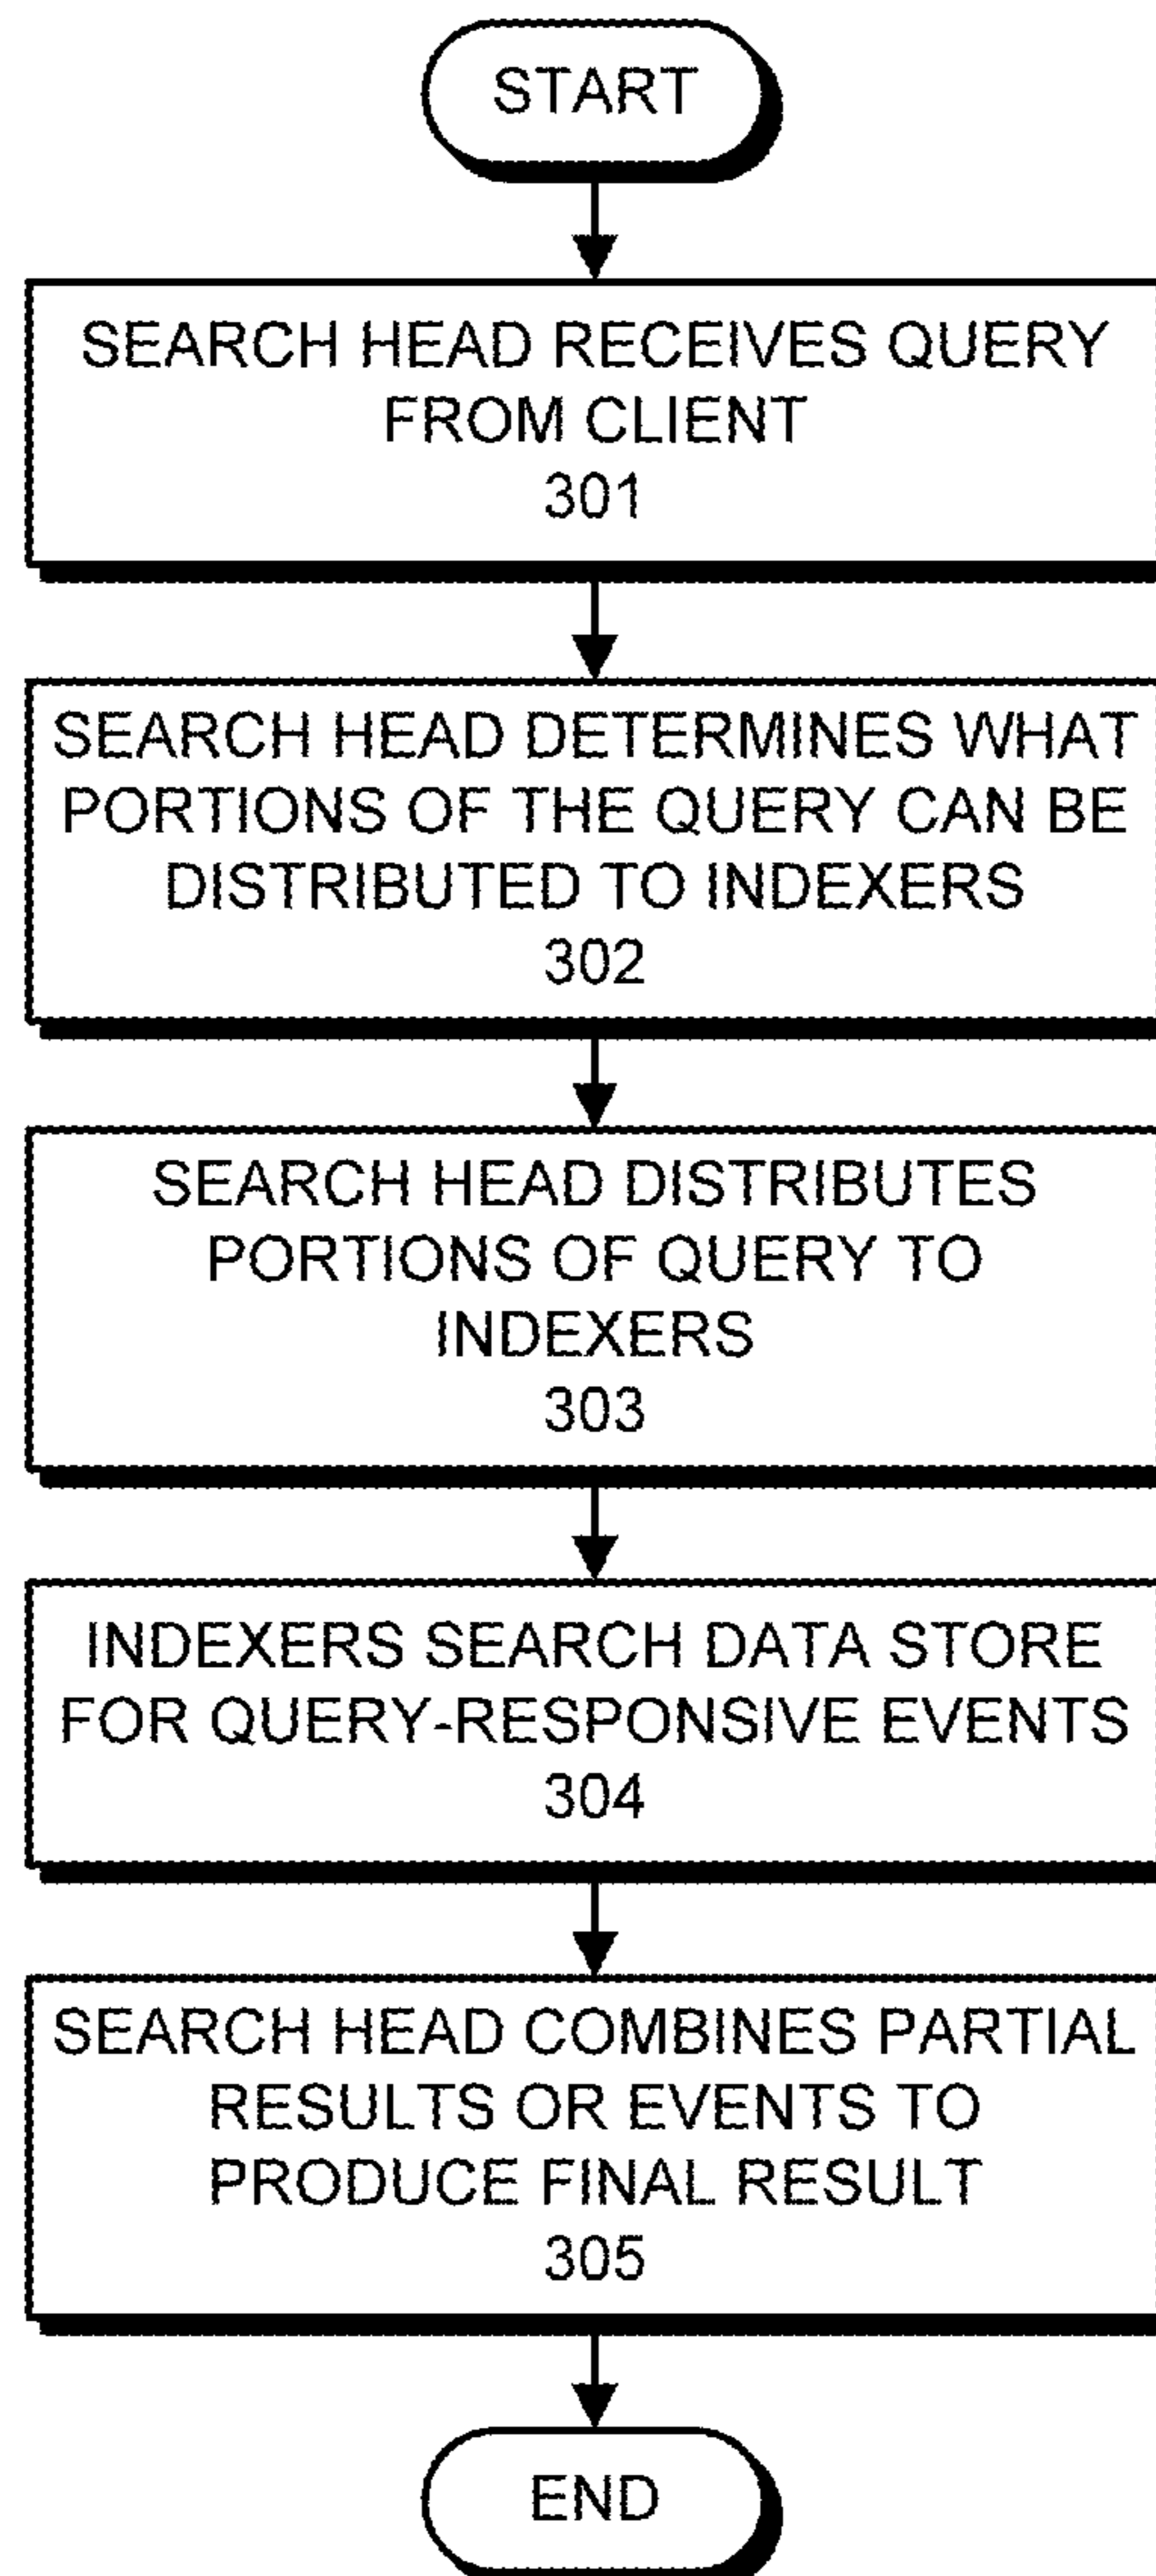 START
SEARCH HEAD RECEIVES QUERY
FROM CLIENT
301
SEARCH HEAD DETERMINES WHAT
PORTIONS OF THE QUERY CAN BE
DISTRIBUTED TO INDEXERS
302
SEARCH HEAD DISTRIBUTES
PORTIONS OF QUERY TO
INDEXERS
303
INDEXERS SEARCH DATA STORE
FOR QUERY-RESPONSIVE EVENTS
304
SEARCH HEAD COMBINES PARTIAL
RESULTS OR EVENTS TO
PRODUCE FINAL RESULT
305
END